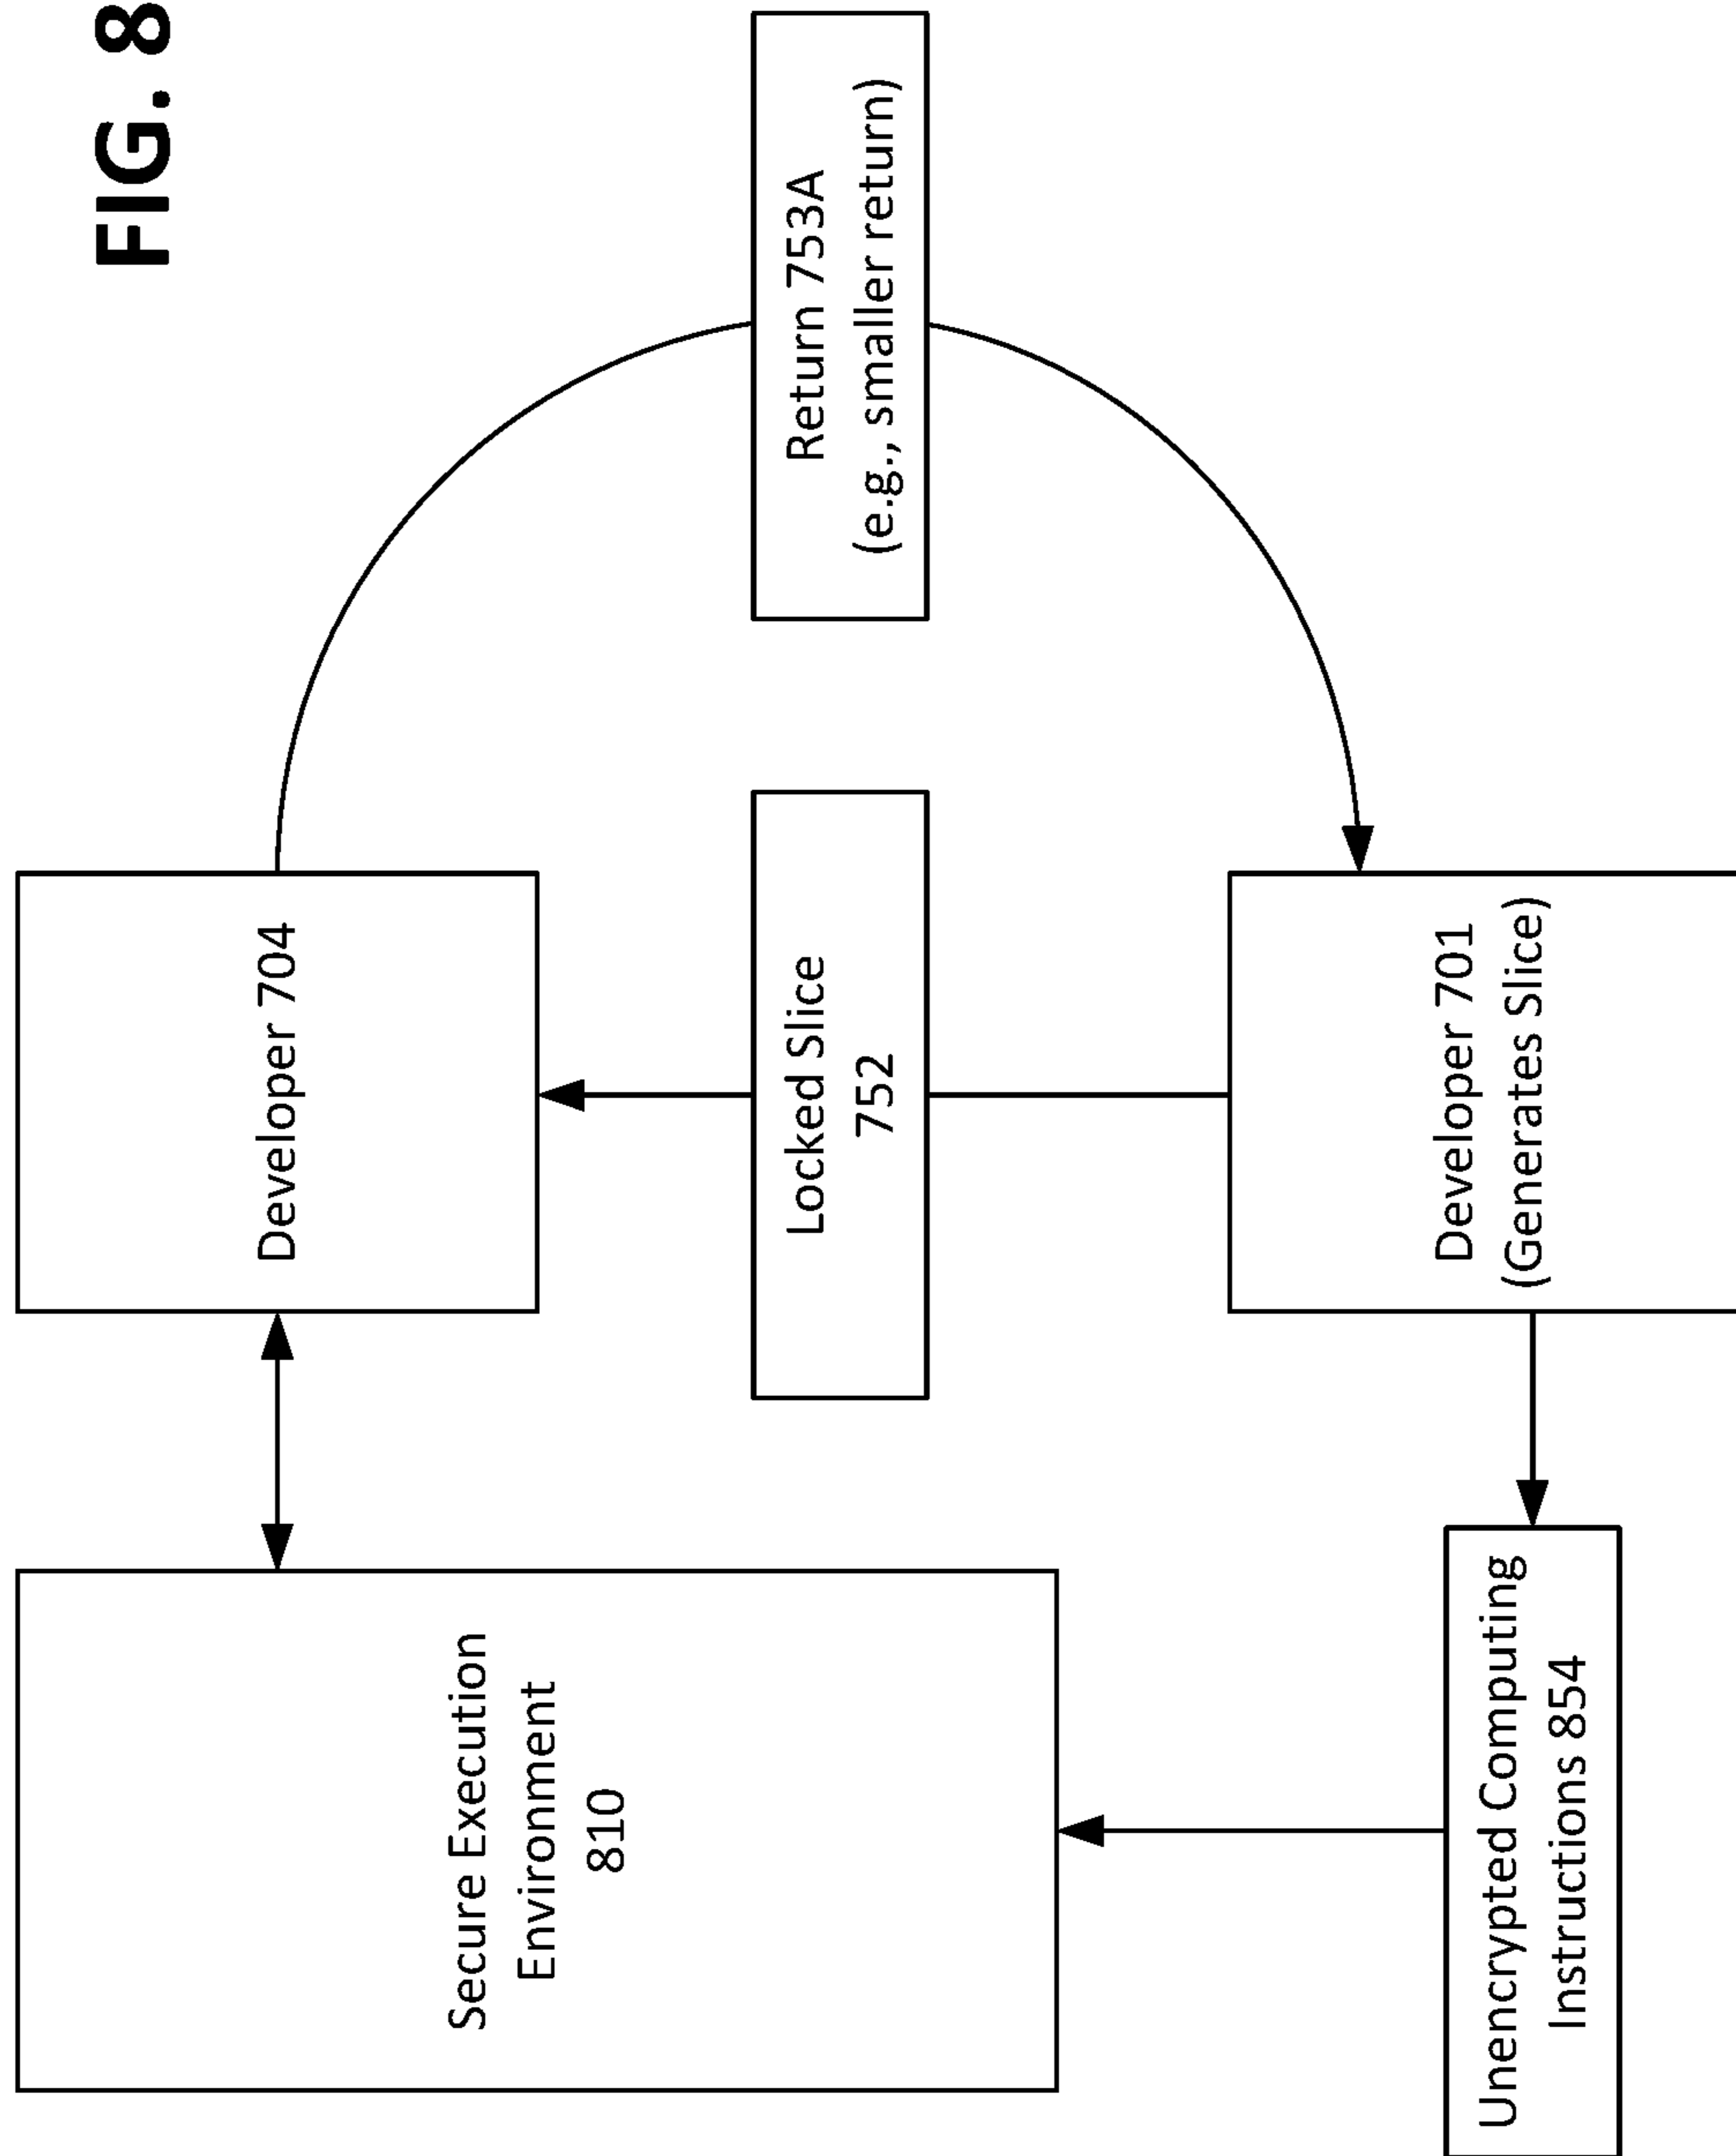 FIG. 8
Secure Execution
Environment
810
Developer 704
Locked Slice
752
Return 753A
(e.g., smaller return)
Unencrypted Computing
Instructions 854
Developer 701
(Generates Slice)